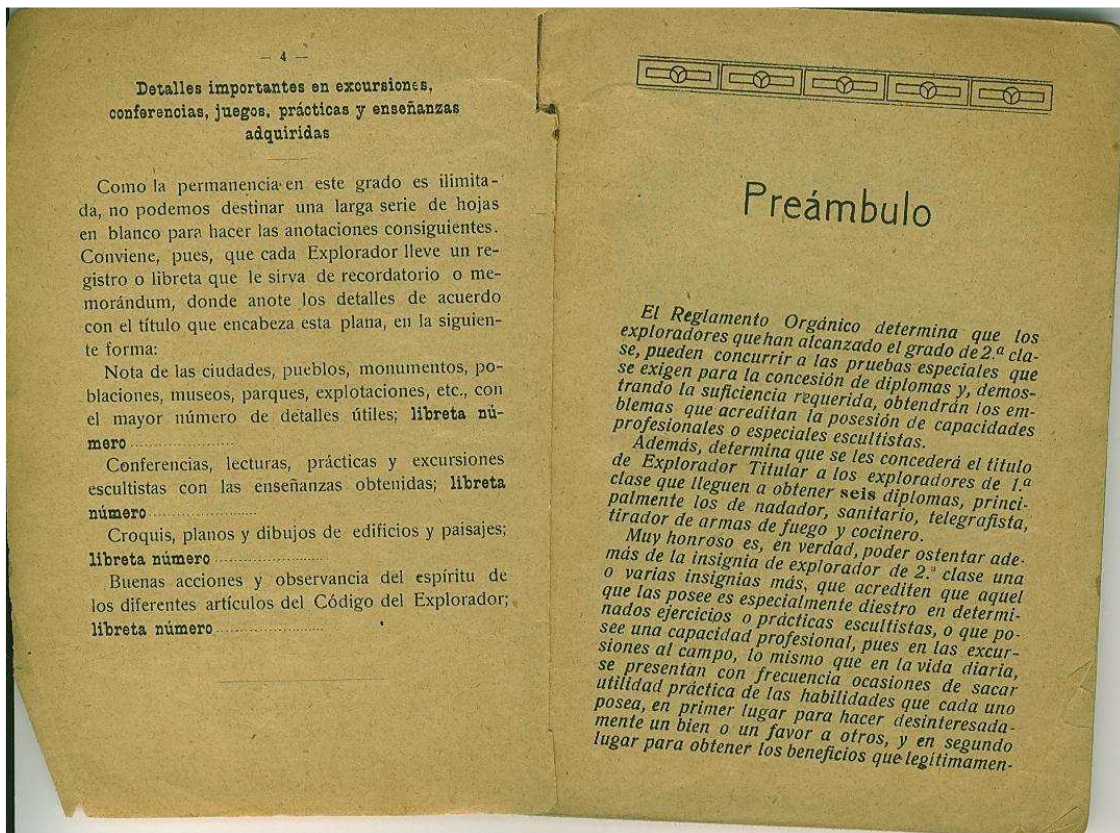 — 4 —
Detalles importantes en excursiones,
conferencias, juegos, prácticas y enseñanzas
adquiridas
Como la permanencia en este grado es ilimita-
da, no podemos destinar una larga serie de hojas
en blanco para hacer las anotaciones consiguientes.
Conviene, pues, que cada Explorador lleve un re-
gistro o libreta que le sirva de recordatorio o me-
morándum, donde anote los detalles de acuerdo
con el título que encabeza esta plana, en la siguien-
te forma:
Nota de las ciudades, pueblos, monumentos, po-
blaciones, museos, parques, explotaciones, etc., con
el mayor número de detalles útiles; libreta nú-
mero
Conferencias, lecturas, prácticas y excursiones
escultistas con las enseñanzas obtenidas; libreta
número
Croquis, planos y dibujos de edificios y paisajes;
libreta número
Buenas acciones y observancia del espíritu de
los diferentes artículos del Código del Explorador;
libreta número
Preámbulo
El Reglamento Orgánico determina que los
exploradores que han alcanzado el grado de 2.ª cla-
se, pueden concurrir a las pruebas especiales que
se exigen para la concesión de diplomas y, demos-
trando la suficiencia requerida, obtendrán los em-
blemas que acreditan la posesión de capacidades
profesionales o especiales escultistas.
Además, determina que se les concederá el título
de Explorador Titular a los exploradores de 1.ª
clase que lleguen a obtener seis diplomas, princi-
palmente los de nadador, sanitario, telegrafista,
tirador de armas de fuego y cocinero.
Muy honroso es, en verdad, poder ostentar ade-
más de la insignia de explorador de 2.ª clase una
o varias insignias más, que acrediten que aquel
que las posee es especialmente diestro en determi-
nados ejercicios o prácticas escultistas, o que po-
see una capacidad profesional, pues en las excur-
siones al campo, lo mismo que en la vida diaria,
se presentan con frecuencia ocasiones de sacar
utilidad práctica de las habilidades que cada uno
posea, en primer lugar para hacer desinteresada-
mente un bien o un favor a otros, y en segundo
lugar para obtener los beneficios que legítimamen-